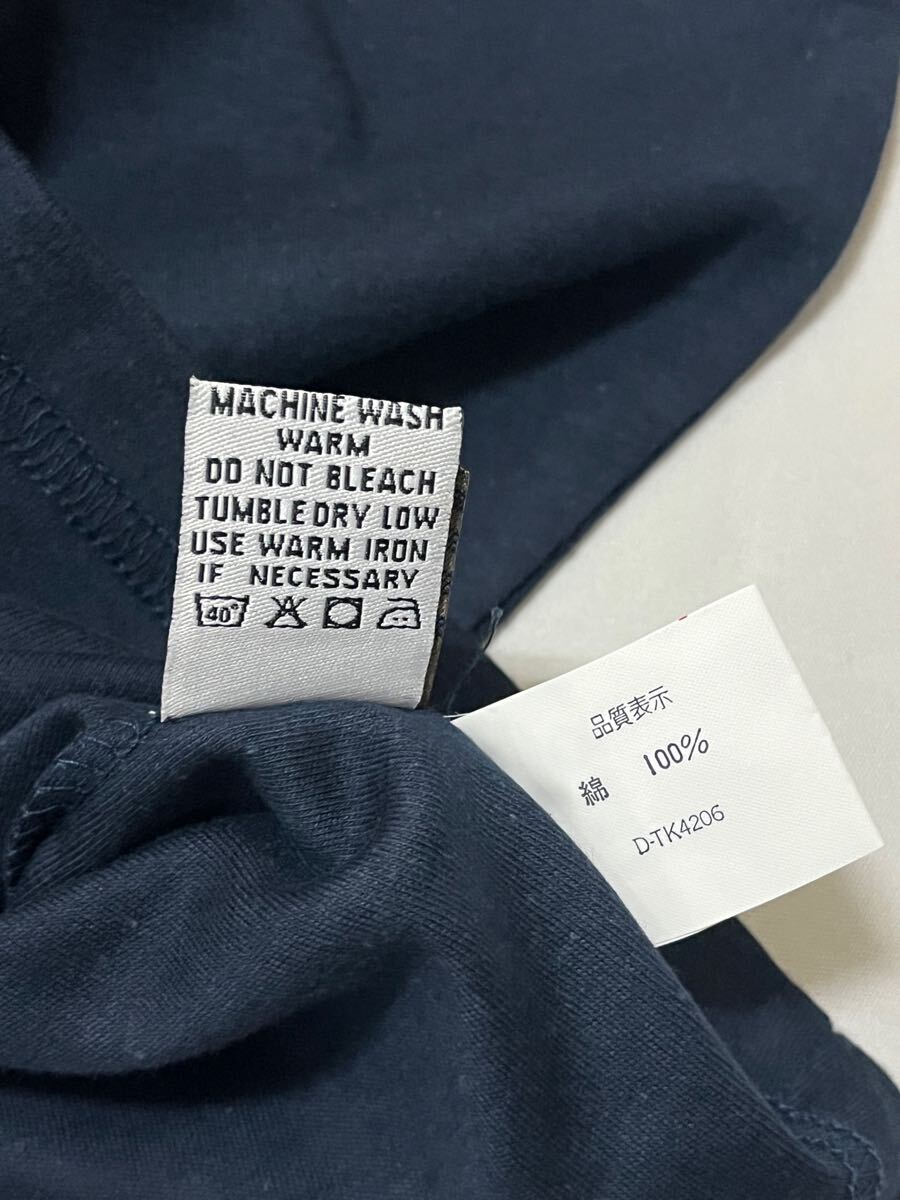 MACHINE WASH
WARM
DO NOT BLEACH
TUMBLE DRY LOW
USE WARM IRON
IF NECESSARY
40°
品質表示
綿 100%
D-TK4206